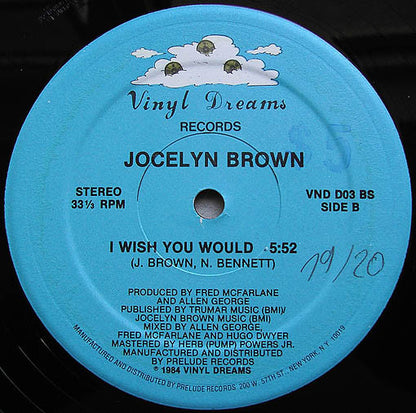 Vinyl Dreams
RECORDS
JOCELYN BROWN
$5
STEREO
33⅓ RPM
VND D03 BS
SIDE B
I WISH YOU WOULD 5:52
(J. BROWN, N. BENNETT)
19/20
PRODUCED BY FRED MCFARLANE
AND ALLEN GEORGE
PUBLISHED BY TRUMAR MUSIC (BMI)/
JOCELYN BROWN MUSIC (BMI)
MIXED BY ALLEN GEORGE,
FRED MCFARLANE AND HUGO DWYER
MASTERED BY HERB (PUMP) POWERS JR.
MANUFACTURED AND DISTRIBUTED
BY PRELUDE RECORDS
℗ 1984 VINYL DREAMS
MANUFACTURED AND DISTRIBUTED BY PRELUDE RECORDS 200 W. 57TH ST. NEW YORK, N.Y. 10019